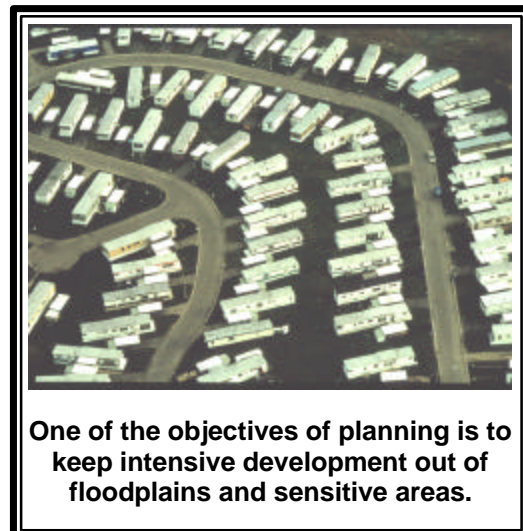 One of the objectives of planning is to
keep intensive development out of
floodplains and sensitive areas.